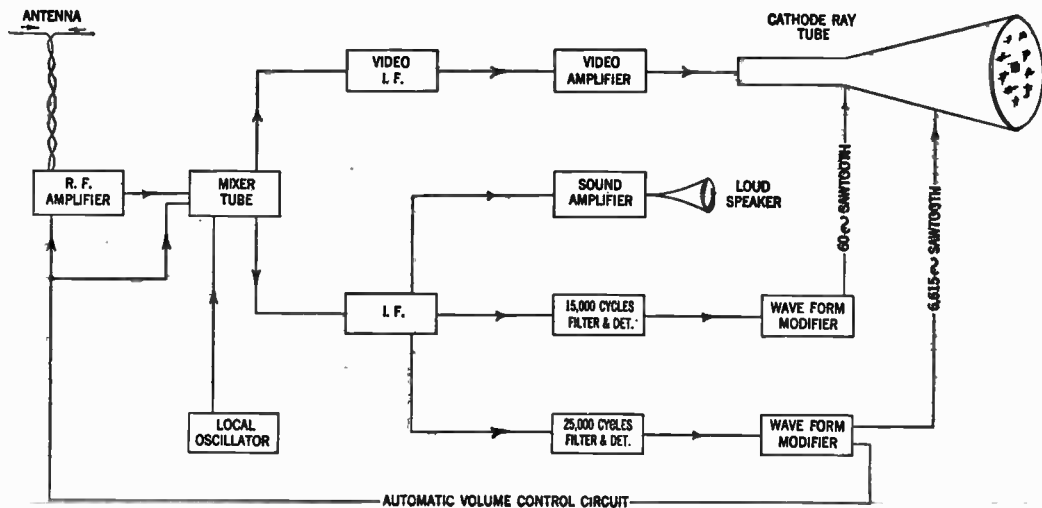 ANTENNA
CATHODE RAY
TUBE
VIDEO
I. F.
VIDEO
AMPLIFIER
R. F.
AMPLIFIER
MIXER
TUBE
SOUND
AMPLIFIER
LOUD
SPEAKER
60~SAWTOOTH
6,615~SAWTOOTH
I. F.
15,000 CYCLES
FILTER & DET.
WAVE FORM
MODIFIER
LOCAL
OSCILLATOR
25,000 CYCLES
FILTER & DET.
WAVE FORM
MODIFIER
AUTOMATIC VOLUME CONTROL CIRCUIT